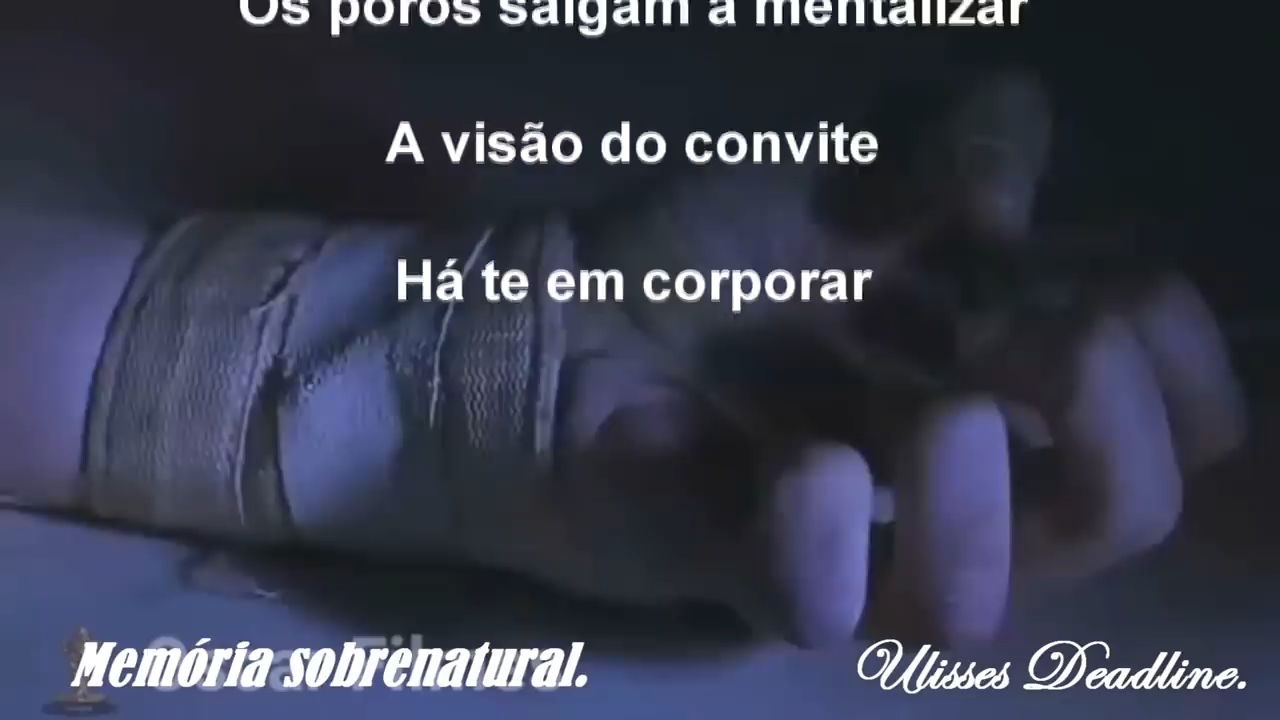 Os poros salgam a mentalizar
A visão do convite
Há te em corporar
Memória sobrenatural.
Ulisses Deadline.